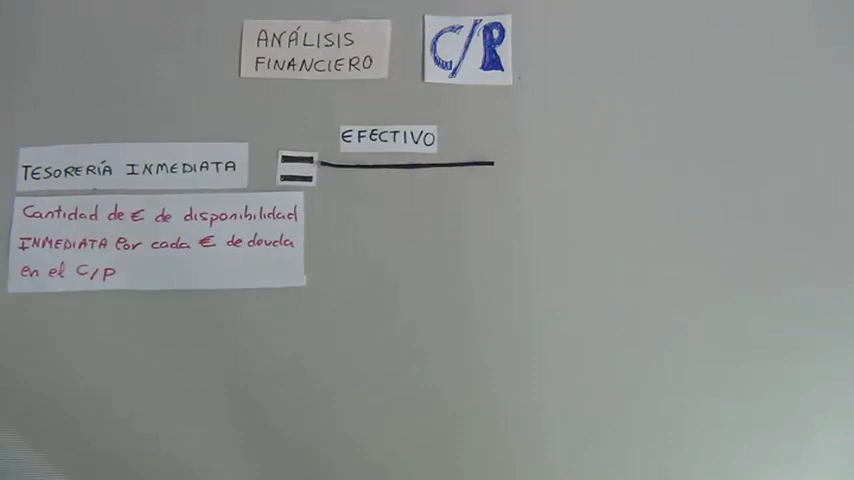 ANÁLISIS
FINANCIERO
C/P
EFECTIVO
TESORERÍA INMEDIATA =
Cantidad de € de disponibilidad
INMEDIATA por cada € de deuda
en el C/P